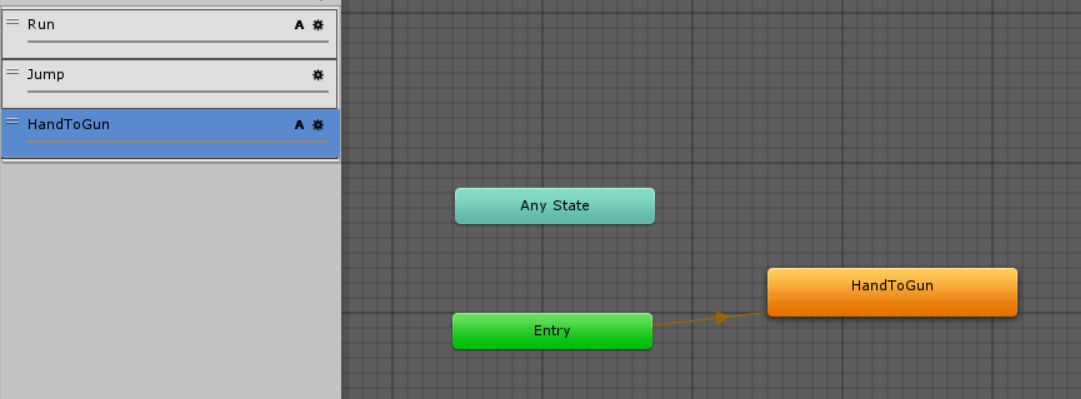 Run A
Jump
HandToGun A
Any State
HandToGun
Entry